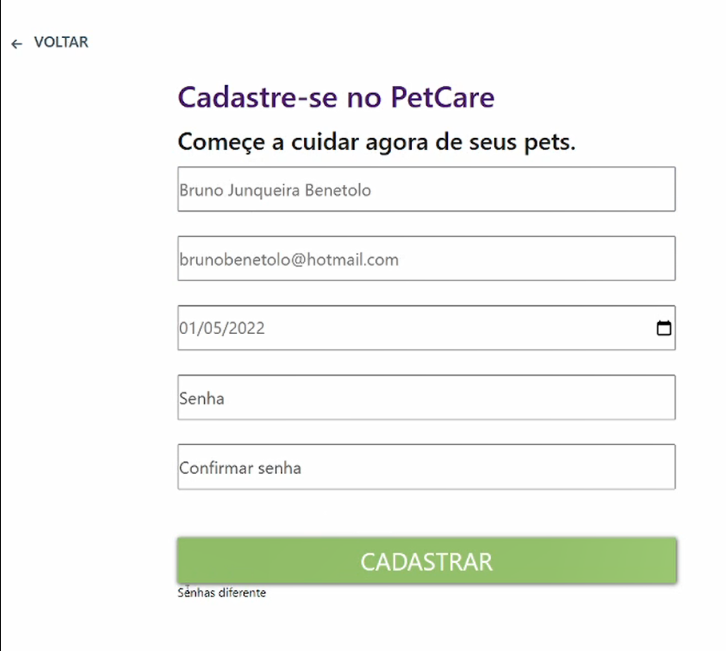 ← VOLTAR
Cadastre-se no PetCare
Começe a cuidar agora de seus pets.
Bruno Junqueira Benetolo
brunobenetolo@hotmail.com
01/05/2022
Senha
Confirmar senha
CADASTRAR
Senhas diferente